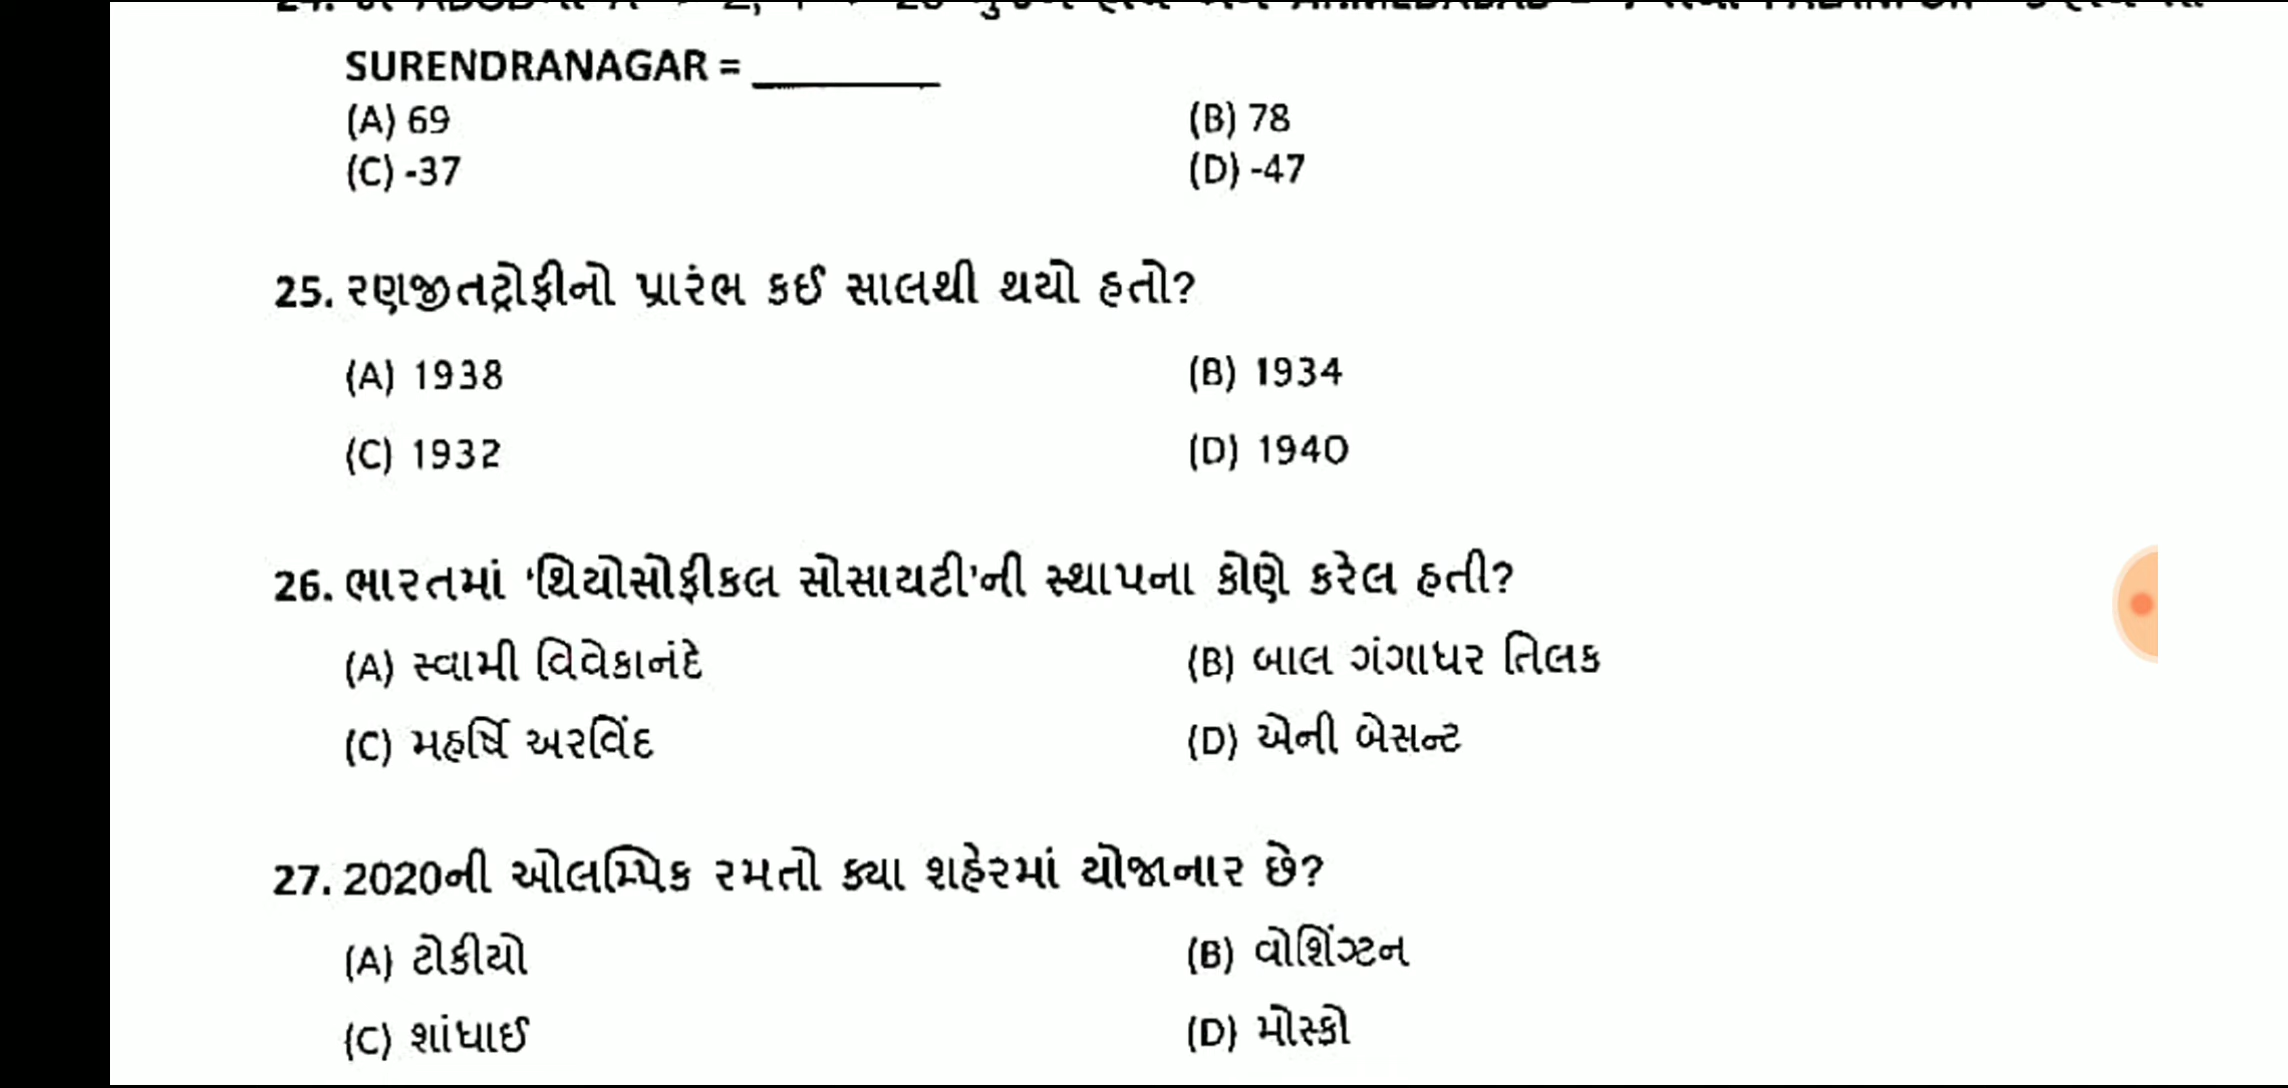 SURENDRANAGAR = ________
(A) 69 (B) 78
(C) -37 (D) -47
25. રણજીતટ્રોફીનો પ્રારંભ કઈ સાલથી થયો હતો?
(A) 1938 (B) 1934
(C) 1932 (D) 1940
26. ભારતમાં ‘થિયોસોફીકલ સોસાયટી’ની સ્થાપના કોણે કરેલ હતી?
(A) સ્વામી વિવેકાનંદે (B) બાલ ગંગાધર તિલક
(C) મહર્ષિ અરવિંદ (D) એની બેસન્ટ
27. 2020ની ઓલમ્પિક રમતો ક્યા શહેરમાં યોજાનાર છે?
(A) ટોકીયો (B) વોશિંગ્ટન
(C) શાંઘાઈ (D) મોસ્કો